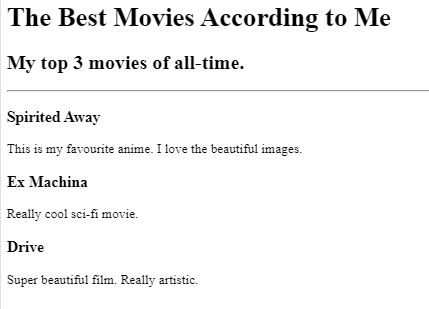 The Best Movies According to Me
My top 3 movies of all-time.
Spirited Away
This is my favourite anime. I love the beautiful images.
Ex Machina
Really cool sci-fi movie.
Drive
Super beautiful film. Really artistic.